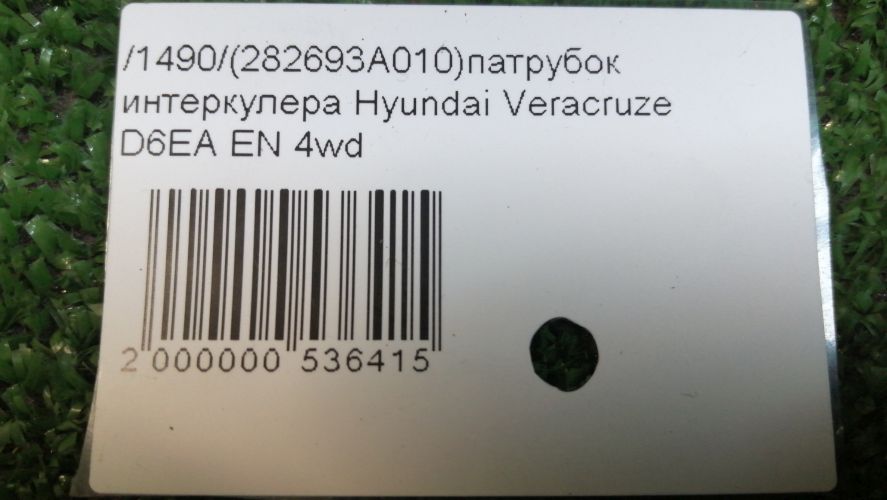 /1490/(282693A010)патрубок
интеркулера Hyundai Veracruze
D6EA EN 4wd
2 000000 536415